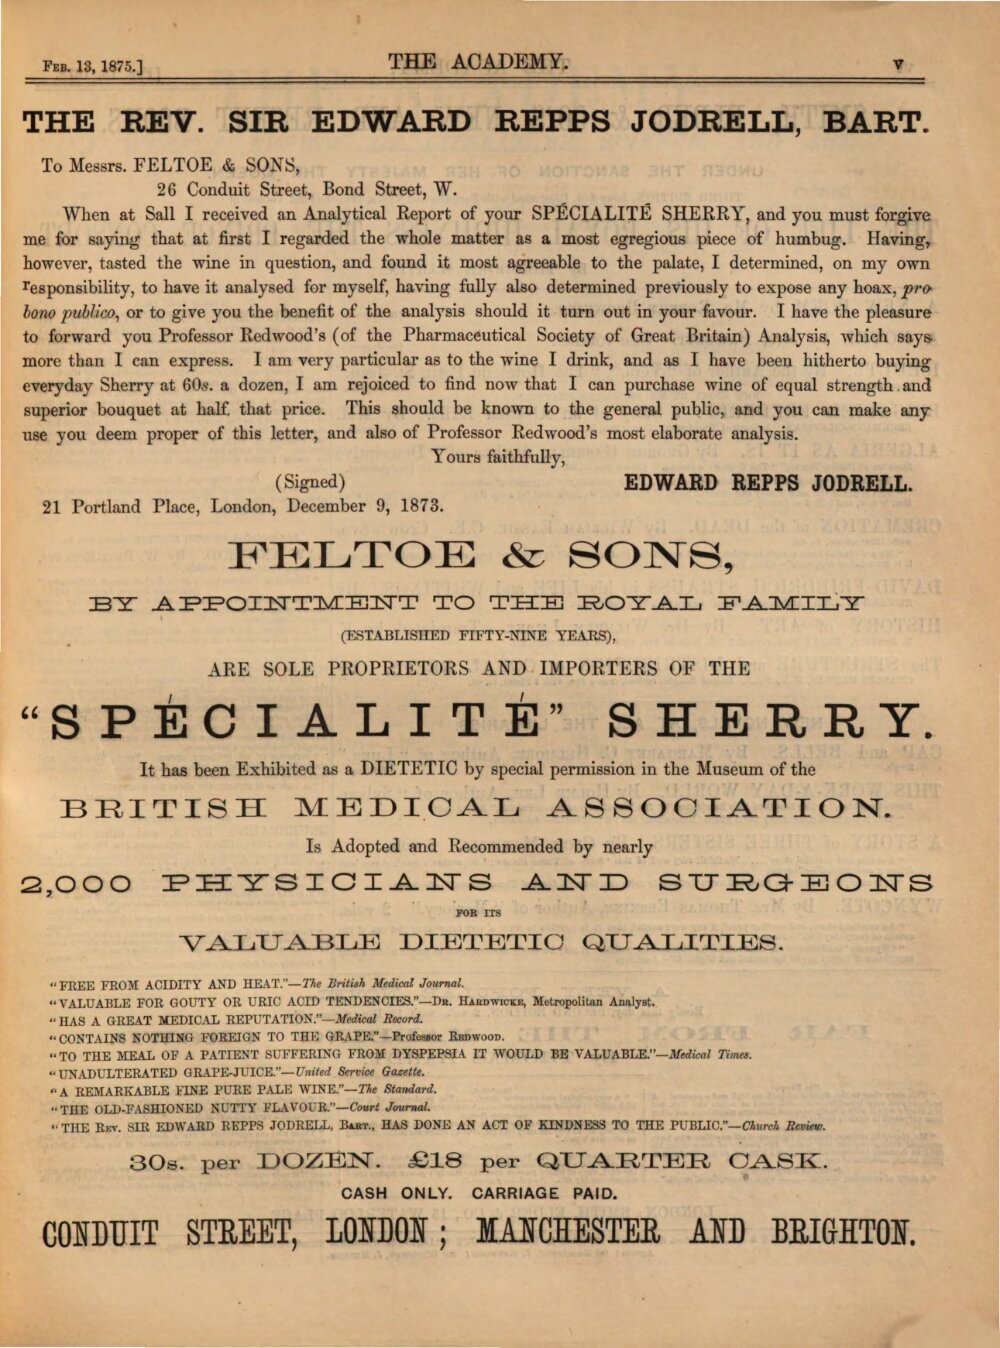 FEB. 13, 1875.]
THE ACADEMY.
v
THE REV. SIR EDWARD REPPS JODRELL, BART.
To Messrs. FELTOE & SONS,
26 Conduit Street, Bond Street, W.
When at Sall I received an Analytical Report of your SPÉCIALITÉ SHERRY, and you must forgive
me for saying that at first I regarded the whole matter as a most egregious piece of humbug. Having,
however, tasted the wine in question, and found it most agreeable to the palate, I determined, on my own
responsibility, to have it analysed for myself, having fully also determined previously to expose any hoax, pro
bono publico, or to give you the benefit of the analysis should it turn out in your favour. I have the pleasure
to forward you Professor Redwood's (of the Pharmaceutical Society of Great Britain) Analysis, which says
more than I can express. I am very particular as to the wine I drink, and as I have been hitherto buying
everyday Sherry at 60s. a dozen, I am rejoiced to find now that I can purchase wine of equal strength and
superior bouquet at half that price. This should be known to the general public, and you can make any
use you deem proper of this letter, and also of Professor Redwood's most elaborate analysis.
Yours faithfully,
(Signed) EDWARD REPPS JODRELL.
21 Portland Place, London, December 9, 1873.
FELTOE & SONS,
BY APPOINTMENT TO THE ROYAL FAMILY
(ESTABLISHED FIFTY-NINE YEARS),
ARE SOLE PROPRIETORS AND IMPORTERS OF THE
"SPÉCIALITÉ" SHERRY.
It has been Exhibited as a DIETETIC by special permission in the Museum of the
BRITISH MEDICAL ASSOCIATION.
Is Adopted and Recommended by nearly
2,000 PHYSICIANS AND SURGEONS
FOR ITS
VALUABLE DIETETIC QUALITIES.
"FREE FROM ACIDITY AND HEAT."—The British Medical Journal.
"VALUABLE FOR GOUTY OR URIC ACID TENDENCIES."—DR. HARDWICKE, Metropolitan Analyst.
"HAS A GREAT MEDICAL REPUTATION."—Medical Record.
"CONTAINS NOTHING FOREIGN TO THE GRAPE."—Professor REDWOOD.
"TO THE MEAL OF A PATIENT SUFFERING FROM DYSPEPSIA IT WOULD BE VALUABLE."—Medical Times.
"UNADULTERATED GRAPE-JUICE."—United Service Gazette.
"A REMARKABLE FINE PURE PALE WINE."—The Standard.
"THE OLD-FASHIONED NUTTY FLAVOUR."—Court Journal.
"THE REV. SIR EDWARD REPPS JODRELL, BART., HAS DONE AN ACT OF KINDNESS TO THE PUBLIC."—Church Review.
30s. per DOZEN. £18 per QUARTER CASK.
CASH ONLY. CARRIAGE PAID.
CONDUIT STREET, LONDON; MANCHESTER AND BRIGHTON.